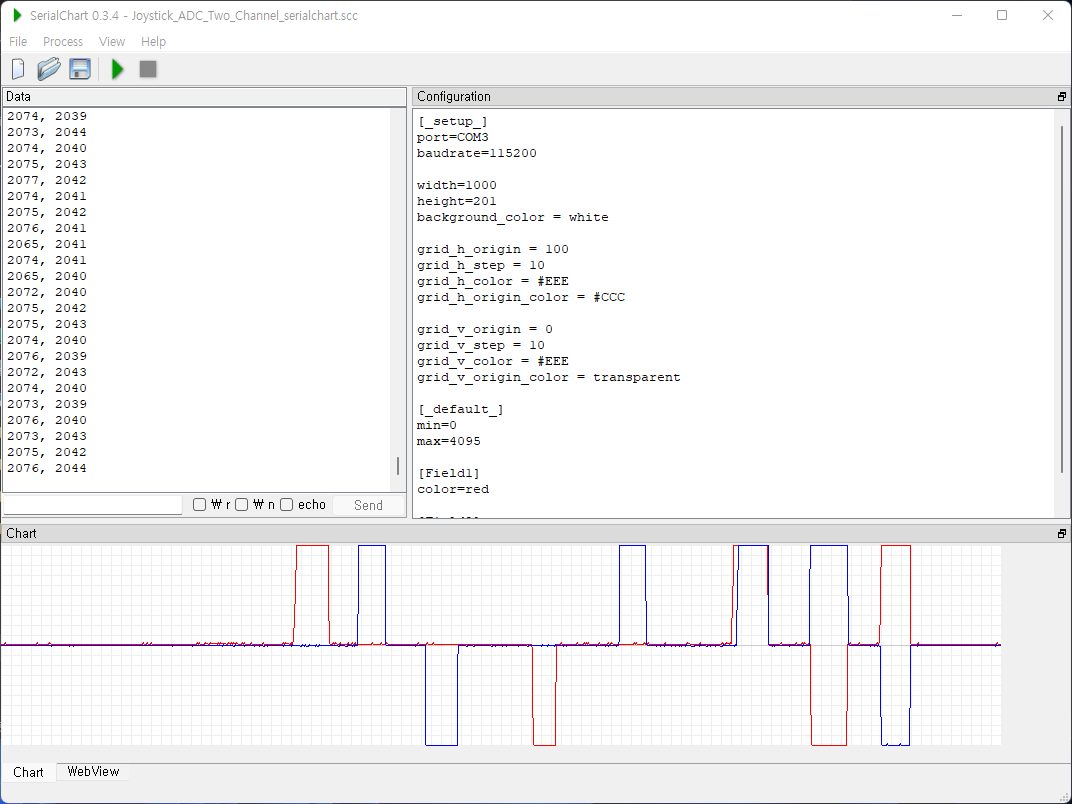 SerialChart 0.3.4 - Joystick_ADC_Two_Channel_serialchart.scc
File Process View Help
Data
2074, 2039
2073, 2044
2074, 2040
2075, 2043
2077, 2042
2074, 2041
2075, 2042
2076, 2041
2065, 2041
2074, 2041
2065, 2040
2072, 2040
2075, 2042
2075, 2043
2074, 2040
2076, 2039
2072, 2043
2074, 2040
2073, 2039
2076, 2040
2073, 2043
2075, 2042
2076, 2044
₩ r ₩ n echo Send
Configuration
[_setup_]
port=COM3
baudrate=115200
width=1000
height=201
background_color = white
grid_h_origin = 100
grid_h_step = 10
grid_h_color = #EEE
grid_h_origin_color = #CCC
grid_v_origin = 0
grid_v_step = 10
grid_v_color = #EEE
grid_v_origin_color = transparent
[_default_]
min=0
max=4095
[Field1]
color=red
Chart
Chart WebView